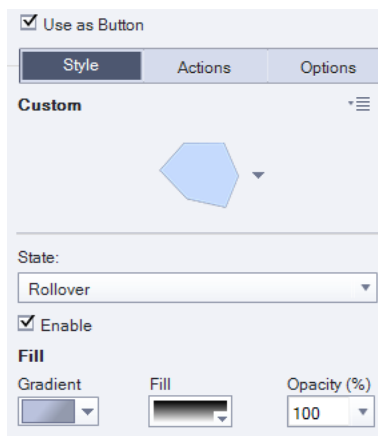 Use as Button
Style Actions Options
Custom
State:
Rollover
Enable
Fill
Gradient Fill Opacity (%)
100